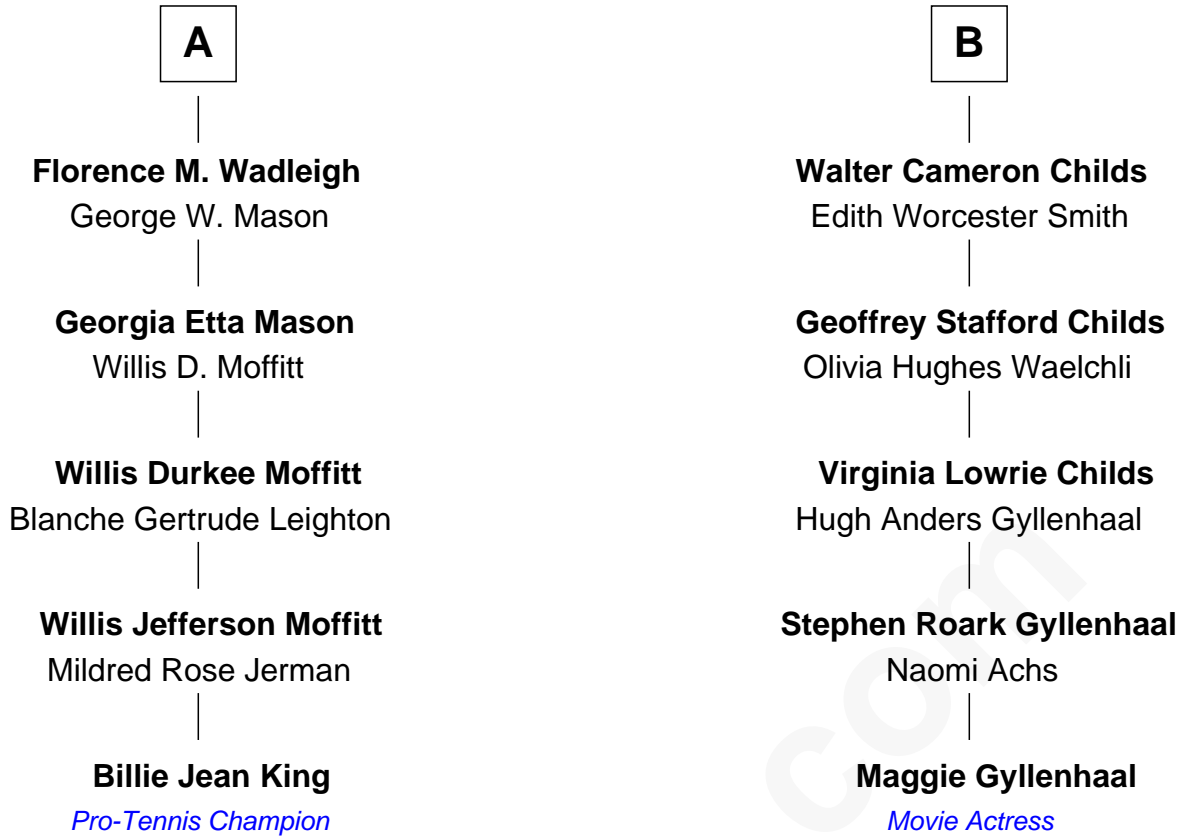 A
Florence M. Wadleigh
George W. Mason
Georgia Etta Mason
Willis D. Moffitt
Willis Durkee Moffitt
Blanche Gertrude Leighton
Willis Jefferson Moffitt
Mildred Rose Jerman
Billie Jean King
Pro-Tennis Champion
B
Walter Cameron Childs
Edith Worcester Smith
Geoffrey Stafford Childs
Olivia Hughes Waelchli
Virginia Lowrie Childs
Hugh Anders Gyllenhaal
Stephen Roark Gyllenhaal
Naomi Achs
Maggie Gyllenhaal
Movie Actress
com